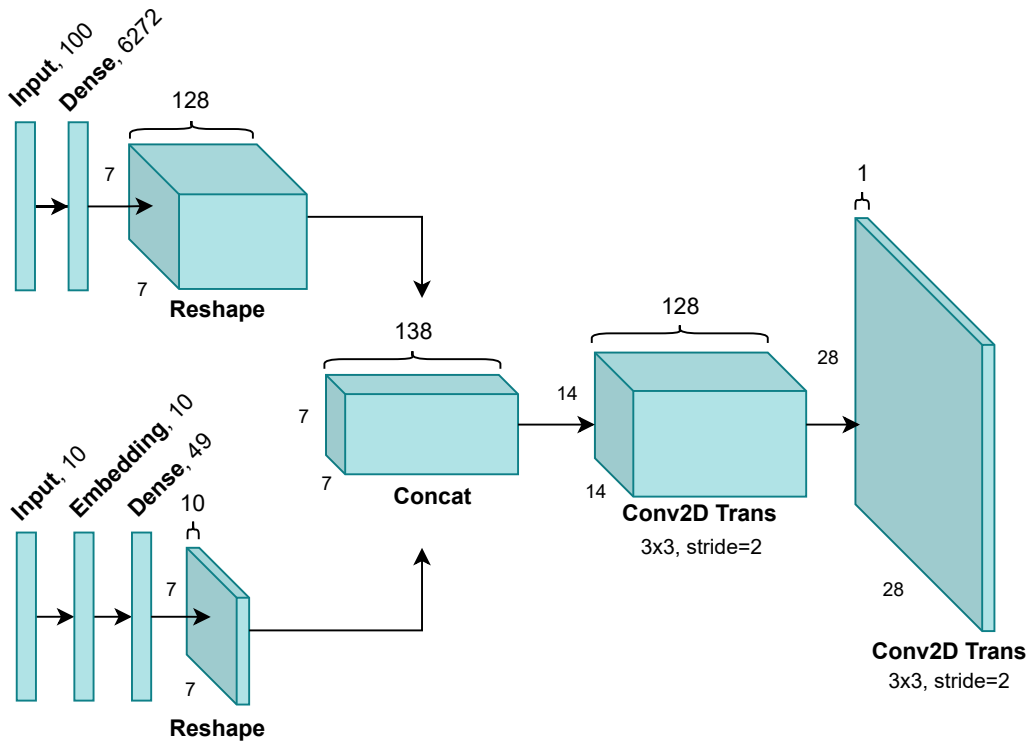 Input, 100
Dense, 6272
128
7
7
Reshape
Input, 10
Embedding, 10
Dense, 49
10
7
7
Reshape
138
7
7
Concat
128
14
14
Conv2D Trans
3x3, stride=2
1
28
28
Conv2D Trans
3x3, stride=2